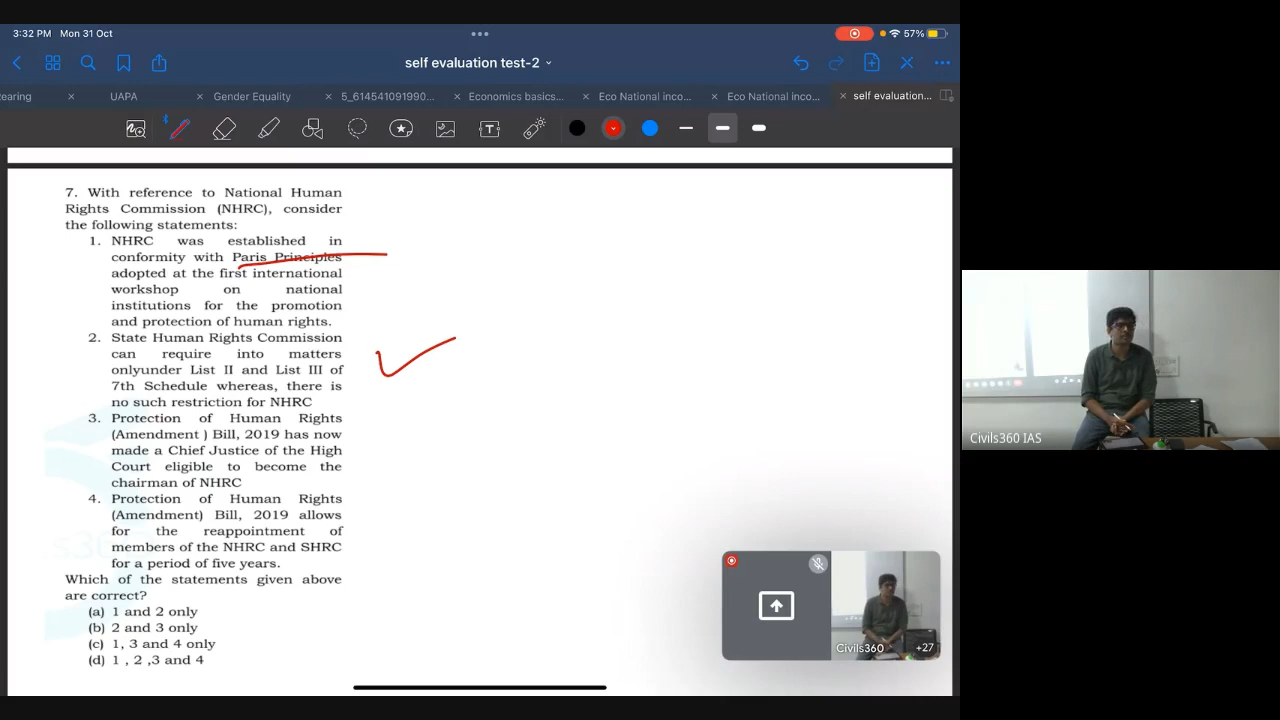 3:32 PM Mon 31 Oct
57%
self evaluation test-2
earing
UAPA
Gender Equality
5_614541091990...
Economics basics...
Eco National inco...
Eco National inco...
self evaluation...
7. With reference to National Human
Rights Commission (NHRC), consider
the following statements:
1. NHRC was established in
conformity with Paris Principles
adopted at the first international
workshop on national
institutions for the promotion
and protection of human rights.
2. State Human Rights Commission
can require into matters
onlyunder List II and List III of
7th Schedule whereas, there is
no such restriction for NHRC
3. Protection of Human Rights
(Amendment ) Bill, 2019 has now
made a Chief Justice of the High
Court eligible to become the
chairman of NHRC
4. Protection of Human Rights
(Amendment) Bill, 2019 allows
for the reappointment of
members of the NHRC and SHRC
for a period of five years.
Which of the statements given above
are correct?
(a) 1 and 2 only
(b) 2 and 3 only
(c) 1, 3 and 4 only
(d) 1 , 2 ,3 and 4
Civils360
+27
Civils360 IAS